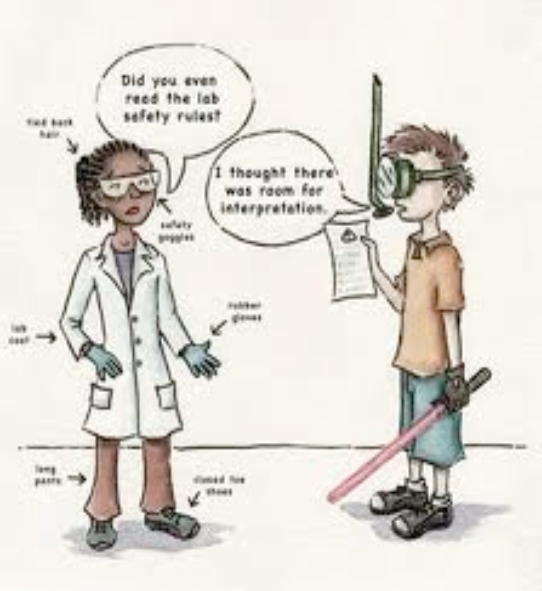 Did you even
read the lab
safety rules?
tied back
hair
I thought there
was room for
interpretation.
safety
goggles
rubber
gloves
lab
coat
long
pants
closed toe
shoes